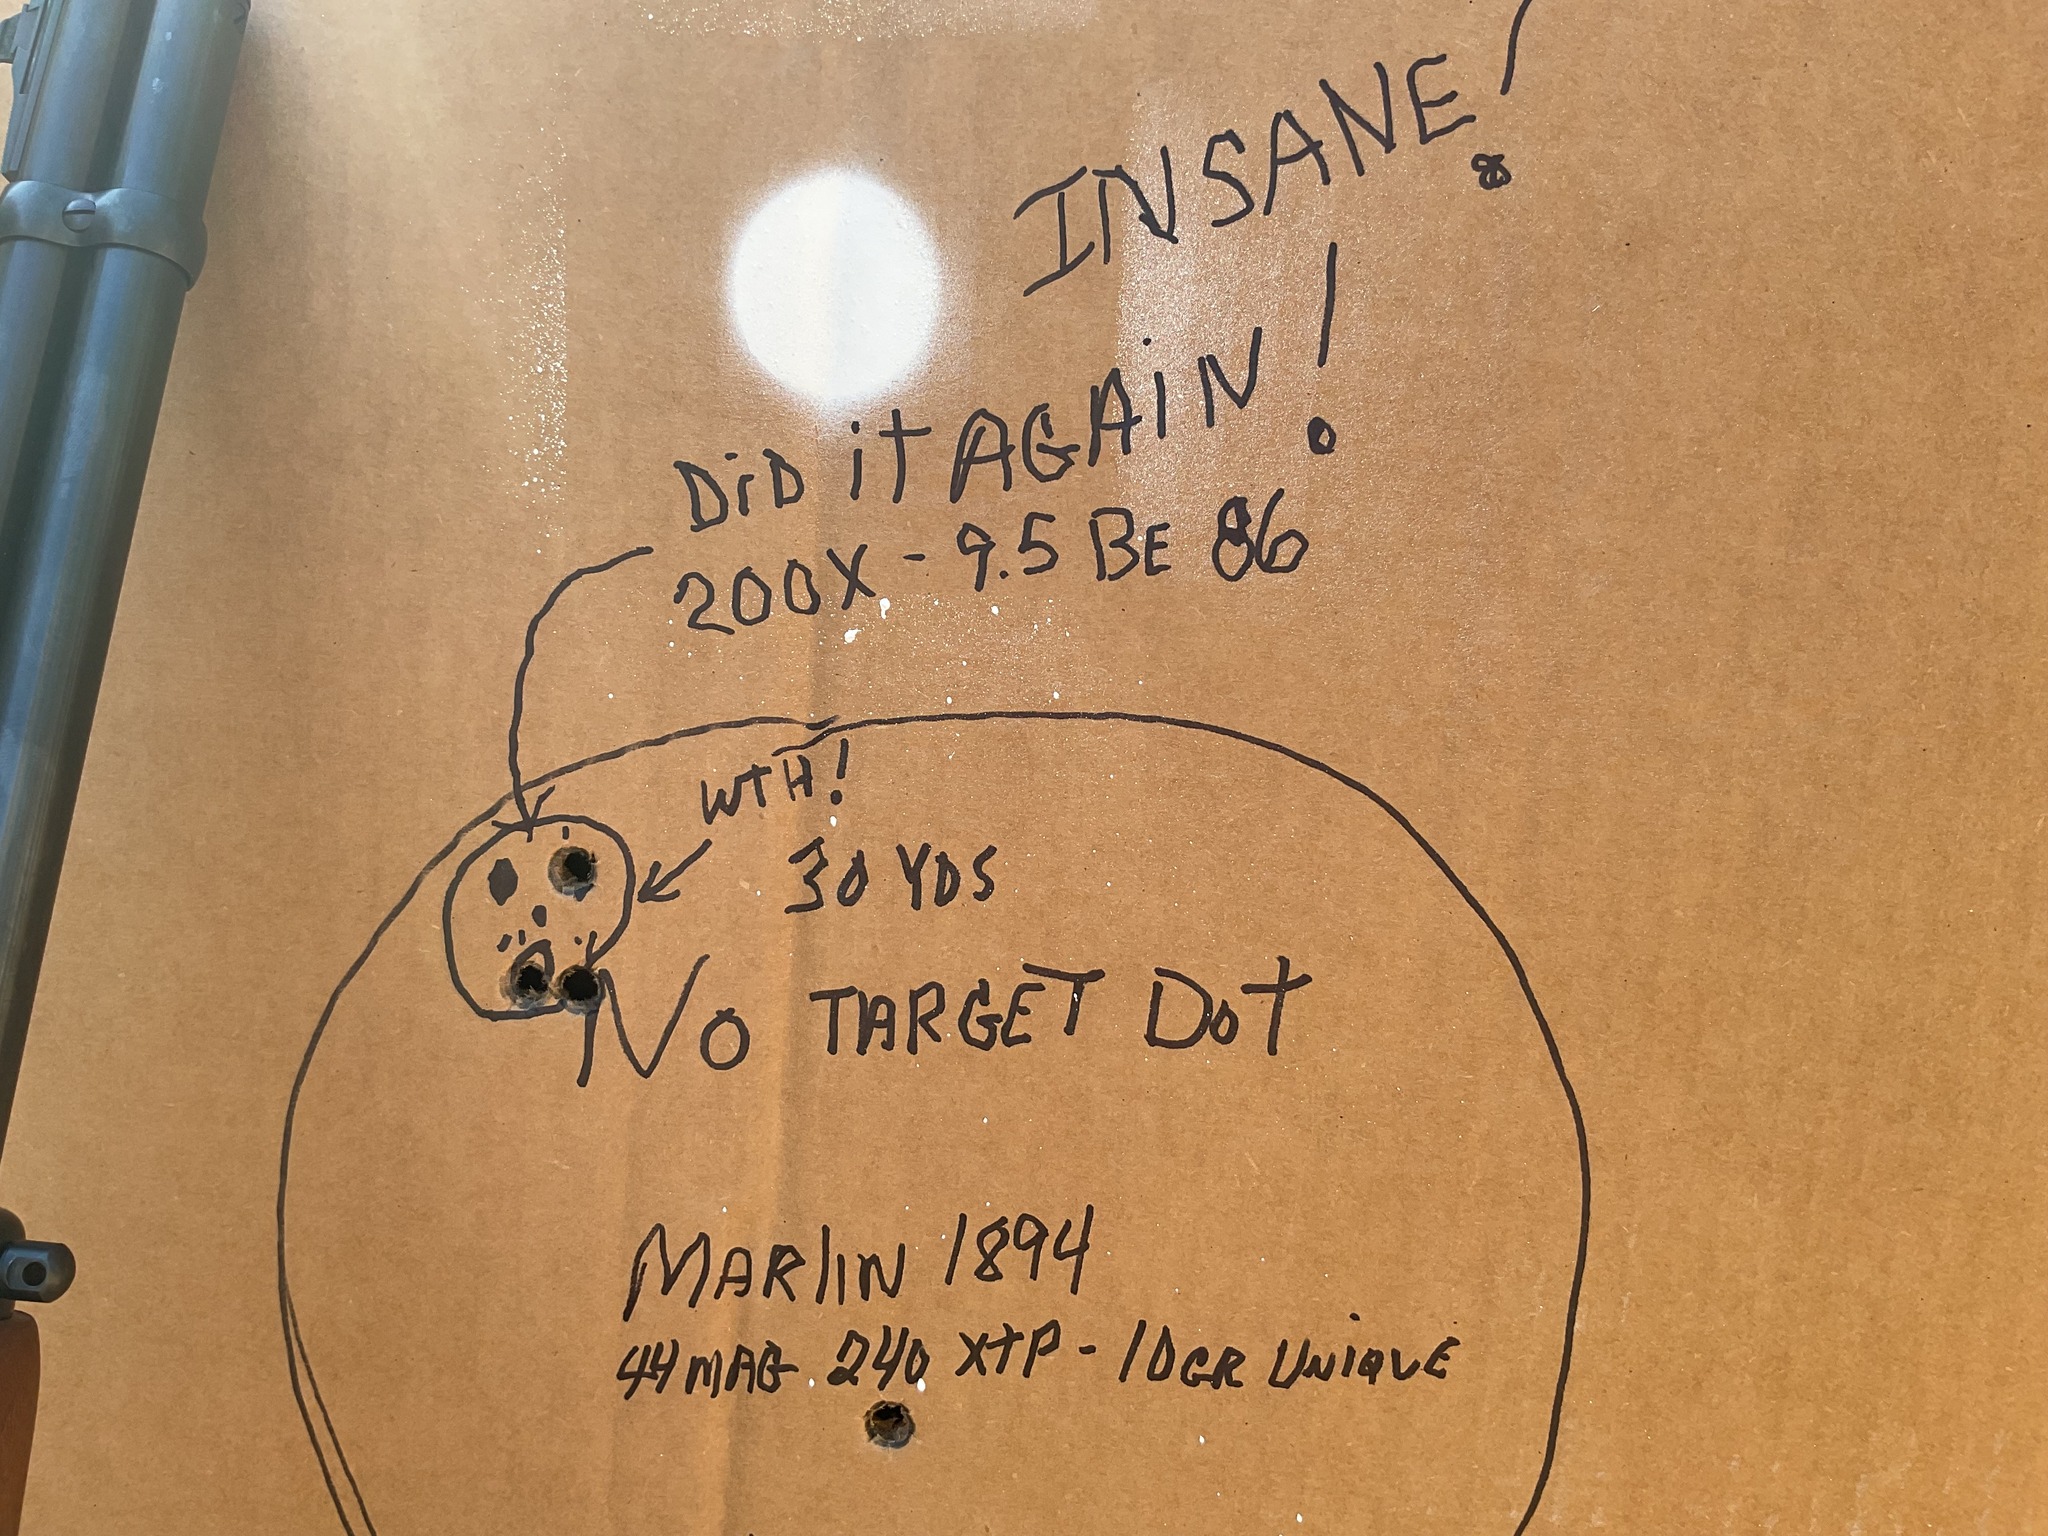 INSANE!
DiD iT AGAiN!
200X - 9.5 BE 86
WTH!
30 YDS
No TARGET DoT
MARlIN 1894
44 MAG 240 XTP - 10GR UNiQUE